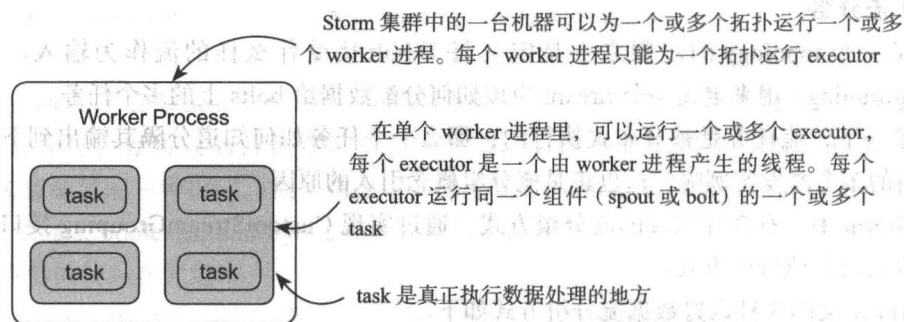 Storm 集群中的一台机器可以为一个或多个拓扑运行一个或多
个 worker 进程。每个 worker 进程只能为一个拓扑运行 executor
Worker Process
task
task
task
task
在单个 worker 进程里，可以运行一个或多个 executor，
每个 executor 是一个由 worker 进程产生的线程。每个
executor 运行同一个组件（spout 或 bolt）的一个或多个
task
task 是真正执行数据处理的地方